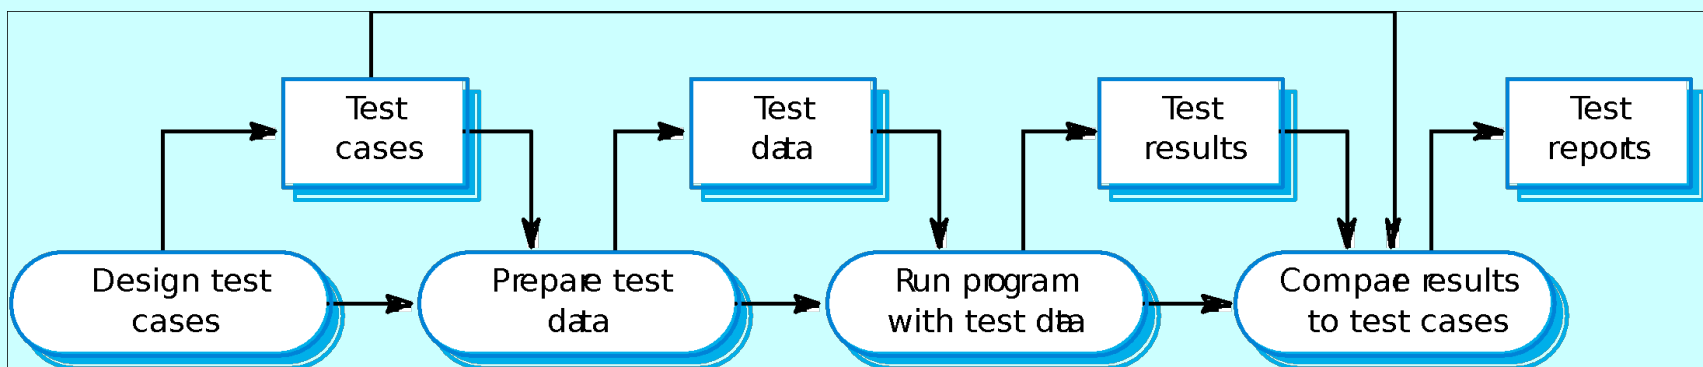 Test
cases
Test
data
Test
results
Test
reports
Design test
cases
Prepare test
data
Run program
with test data
Compare results
to test cases